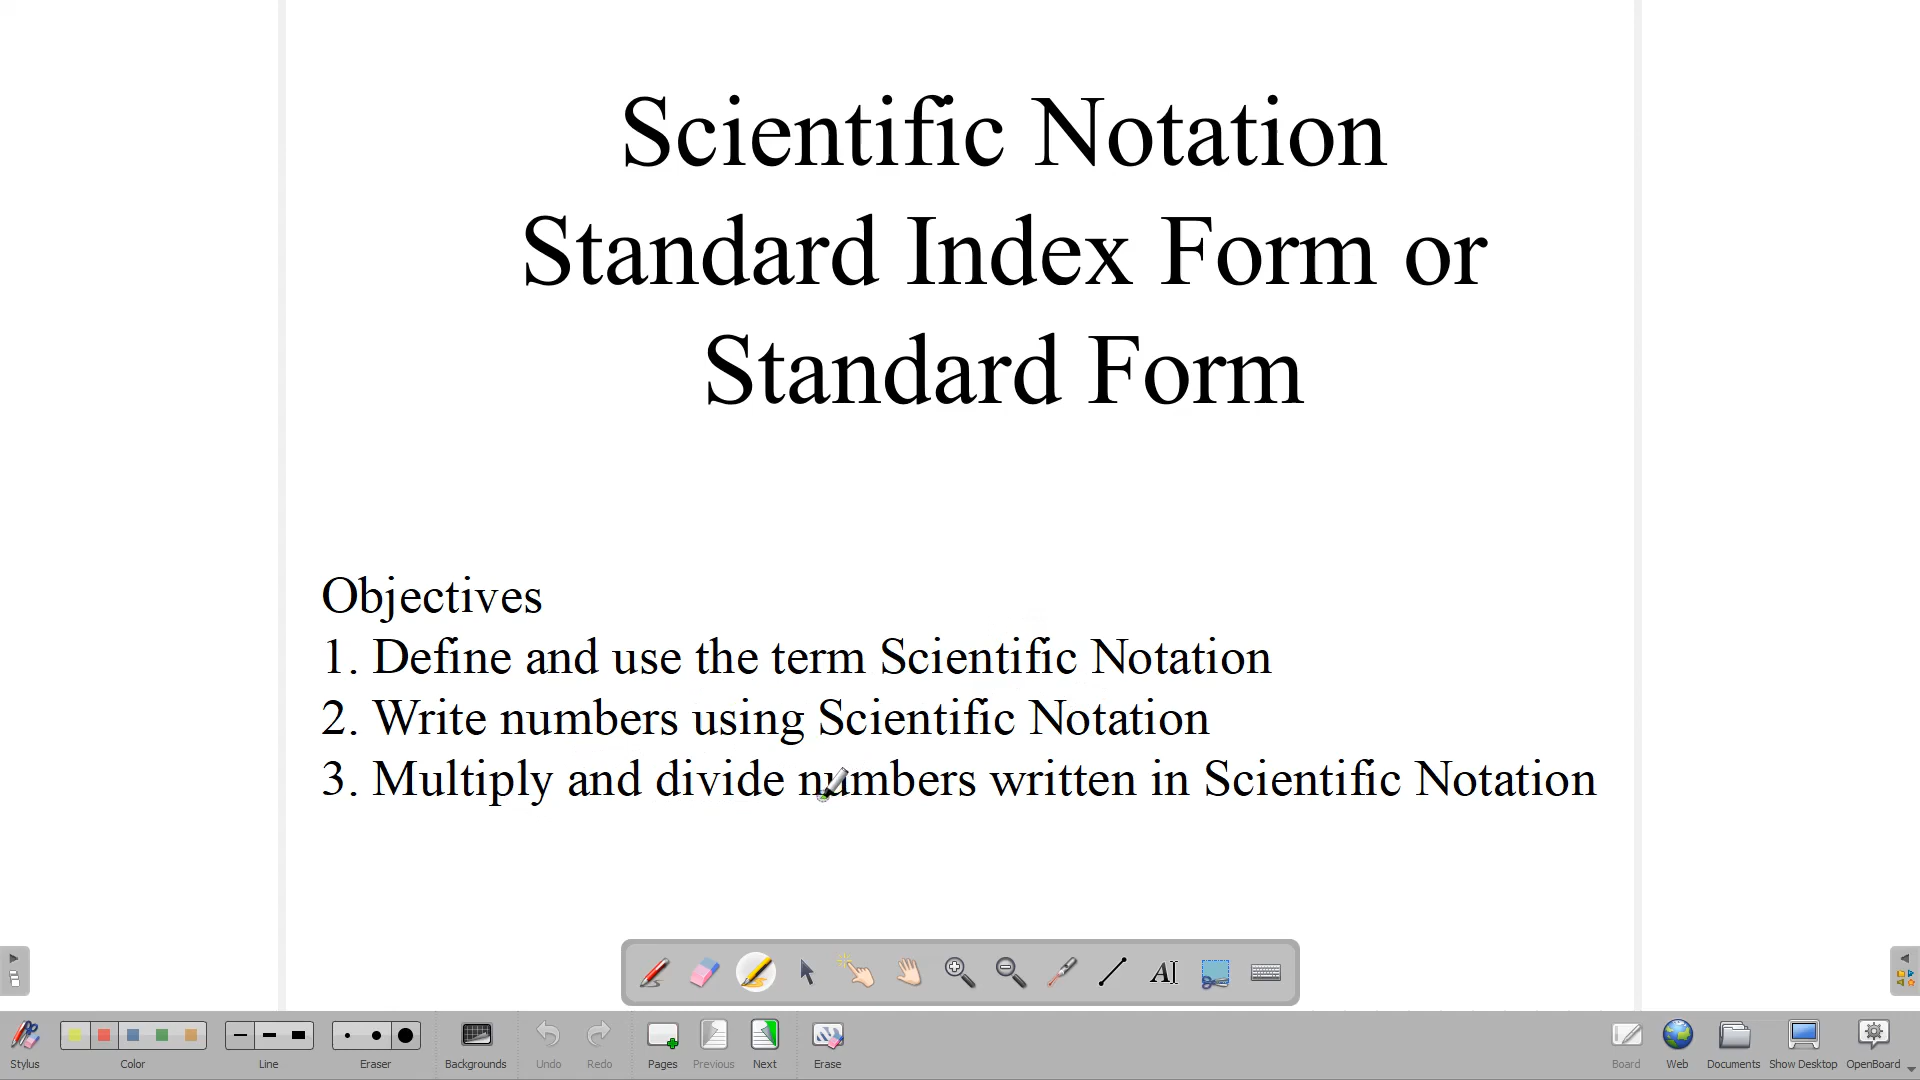 Scientific Notation
Standard Index Form or
Standard Form
Objectives
1. Define and use the term Scientific Notation
2. Write numbers using Scientific Notation
3. Multiply and divide numbers written in Scientific Notation
AI
Stylus Color Line Eraser Backgrounds Undo Redo Pages Previous Next Erase Board Web Documents Show Desktop OpenBoard